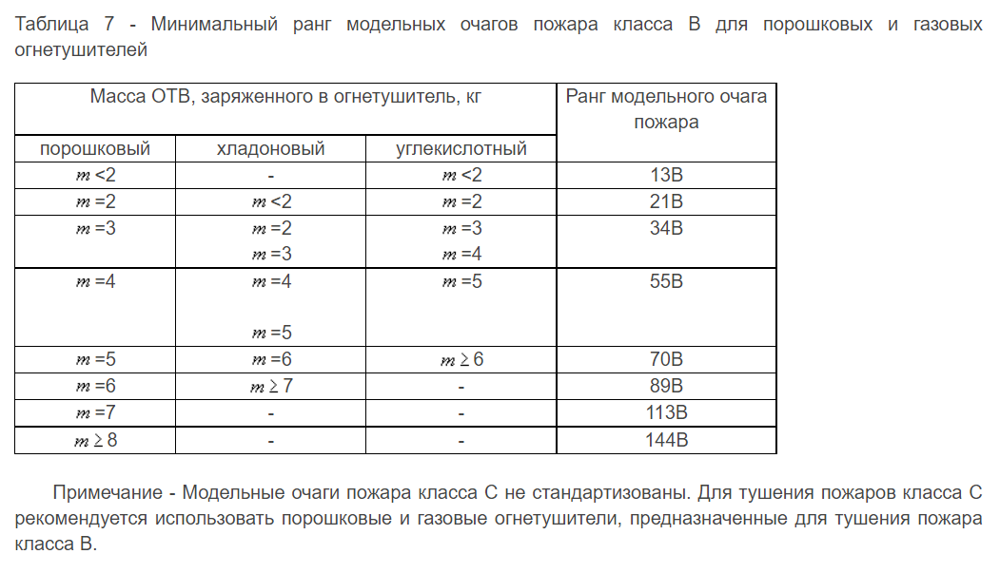 Таблица 7 - Минимальный ранг модельных очагов пожара класса В для порошковых и газовых
огнетушителей
Масса ОТВ, заряженного в огнетушитель, кг
Ранг модельного очага
пожара
порошковый хладоновый углекислотный
m <2 - m <2 13В
m =2 m <2 m =2 21В
m =3 m =2 m =3 34В
m =3 m =4
m =4 m =4 m =5 55В
m =5
m =5 m =6 m ≥ 6 70В
m =6 m ≥ 7 - 89В
m =7 - - 113В
m ≥ 8 - - 144В
Примечание - Модельные очаги пожара класса С не стандартизованы. Для тушения пожаров класса С
рекомендуется использовать порошковые и газовые огнетушители, предназначенные для тушения пожара
класса В.